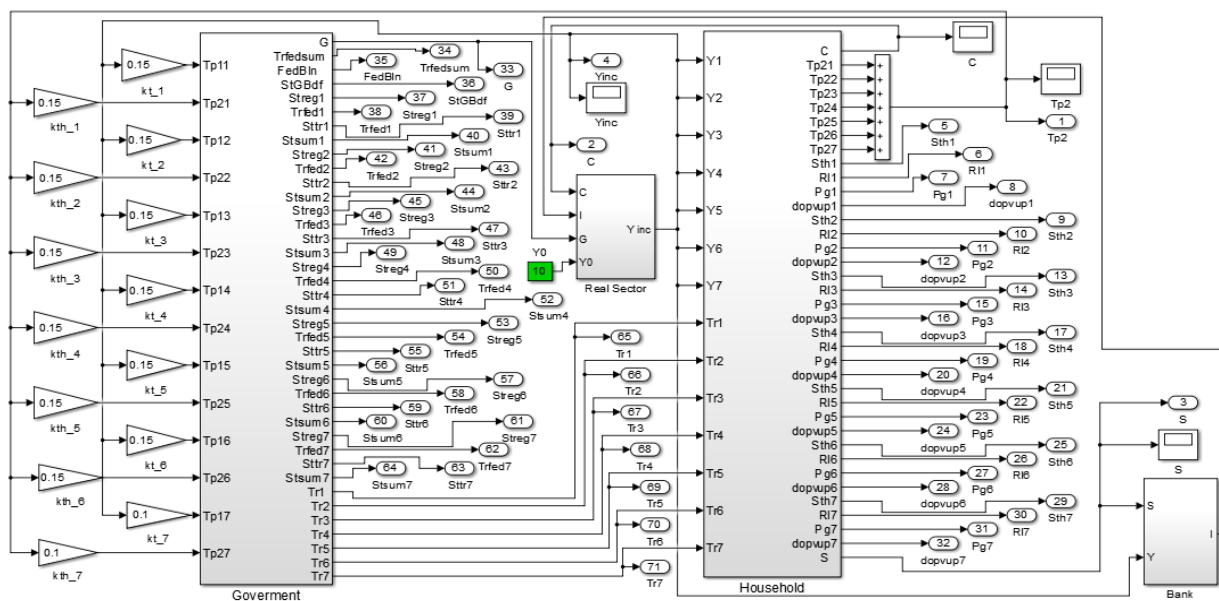 0.15
kt_1
0.15
kth_1
0.15
kt_2
0.15
kth_2
0.15
kt_3
0.15
kth_3
0.15
kt_4
0.15
kth_4
0.15
kt_5
0.15
kth_5
0.15
kt_6
0.15
kth_6
0.1
kt_7
0.1
kth_7
Tp11
Tp21
Tp12
Tp22
Tp13
Tp23
Tp14
Tp24
Tp15
Tp25
Tp16
Tp26
Tp17
Tp27
G
Trfedsum
FedBln
StGBdf
Streg1
Trfed1
Sttr1
Stsum1
Streg2
Trfed2
Sttr2
Stsum2
Streg3
Trfed3
Sttr3
Stsum3
Streg4
Trfed4
Sttr4
Stsum4
Streg5
Trfed5
Sttr5
Stsum5
Streg6
Trfed6
Sttr6
Stsum6
Streg7
Trfed7
Sttr7
Stsum7
Tr1
Tr2
Tr3
Tr4
Tr5
Tr6
Tr7
Goverment
34
Trfedsum
35
FedBln
33
G
36
StGBdf
37
Streg1
38
Trfed1
39
Sttr1
40
Stsum1
41
Streg2
42
Trfed2
43
Sttr2
44
Stsum2
45
Streg3
46
Trfed3
47
Sttr3
48
Stsum3
49
Streg4
50
Trfed4
51
Sttr4
52
Stsum4
53
Streg5
54
Trfed5
55
Sttr5
56
Stsum5
57
Streg6
58
Trfed6
59
Sttr6
60
Stsum6
61
Streg7
62
Trfed7
63
Sttr7
64
Stsum7
4
Yinc
Yinc
2
C
C
I
G
Y0
Y inc
Real Sector
Y0
10
65
Tr1
66
Tr2
67
Tr3
68
Tr4
69
Tr5
70
Tr6
71
Tr7
Y1
Y2
Y3
Y4
Y5
Y6
Y7
Tr1
Tr2
Tr3
Tr4
Tr5
Tr6
Tr7
C
Tp21
Tp22
Tp23
Tp24
Tp25
Tp26
Tp27
Sth1
RI1
Pg1
dopvup1
Sth2
RI2
Pg2
dopvup2
Sth3
RI3
Pg3
dopvup3
Sth4
RI4
Pg4
dopvup4
Sth5
RI5
Pg5
dopvup5
Sth6
RI6
Pg6
dopvup6
Sth7
RI7
Pg7
dopvup7
S
Household
+
+
+
+
+
+
+
C
Tp2
1
Tp2
5
Sth1
6
RI1
7
Pg1
8
dopvup1
9
Sth2
10
RI2
11
Pg2
12
dopvup2
13
Sth3
14
RI3
15
Pg3
16
dopvup3
17
Sth4
18
RI4
19
Pg4
20
dopvup4
21
Sth5
22
RI5
23
Pg5
24
dopvup5
25
Sth6
26
RI6
27
Pg6
28
dopvup6
29
Sth7
30
RI7
31
Pg7
32
dopvup7
3
S
S
S
Y
I
Bank